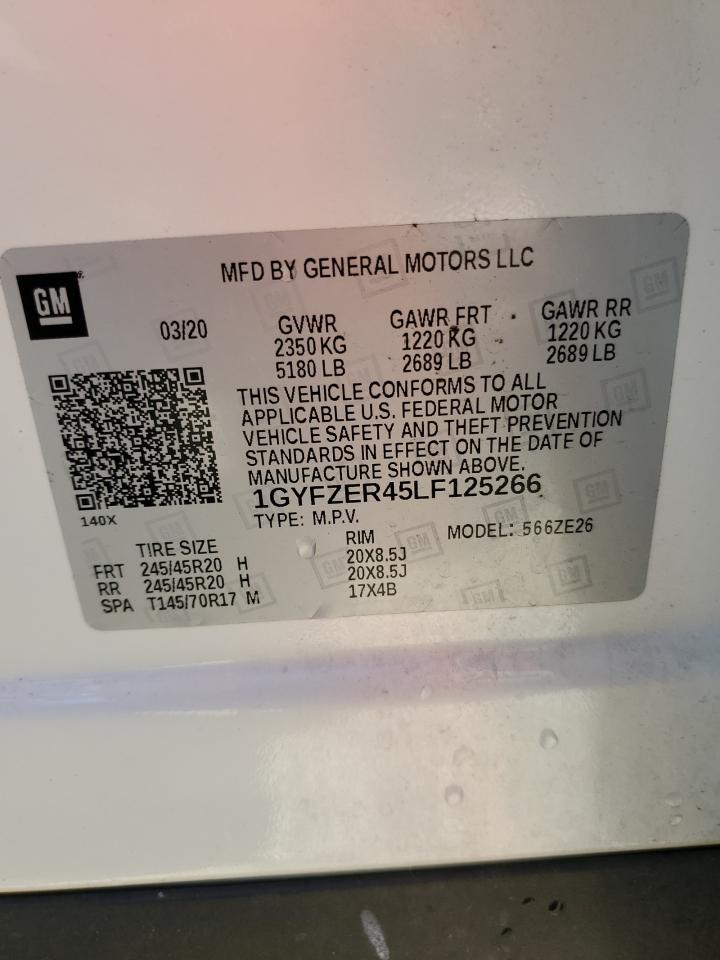 GM
MFD BY GENERAL MOTORS LLC
03/20
GVWR GAWR FRT GAWR RR
2350 KG 1220 KG 1220 KG
5180 LB 2689 LB 2689 LB
THIS VEHICLE CONFORMS TO ALL
APPLICABLE U.S. FEDERAL MOTOR
VEHICLE SAFETY AND THEFT PREVENTION
STANDARDS IN EFFECT ON THE DATE OF
MANUFACTURE SHOWN ABOVE.
1GYFZER45LF125266
140X
TYPE: M.P.V. MODEL: 566ZE26
TIRE SIZE RIM
FRT 245/45R20 H 20X8.5J
RR 245/45R20 H 20X8.5J
SPA T145/70R17 M 17X4B